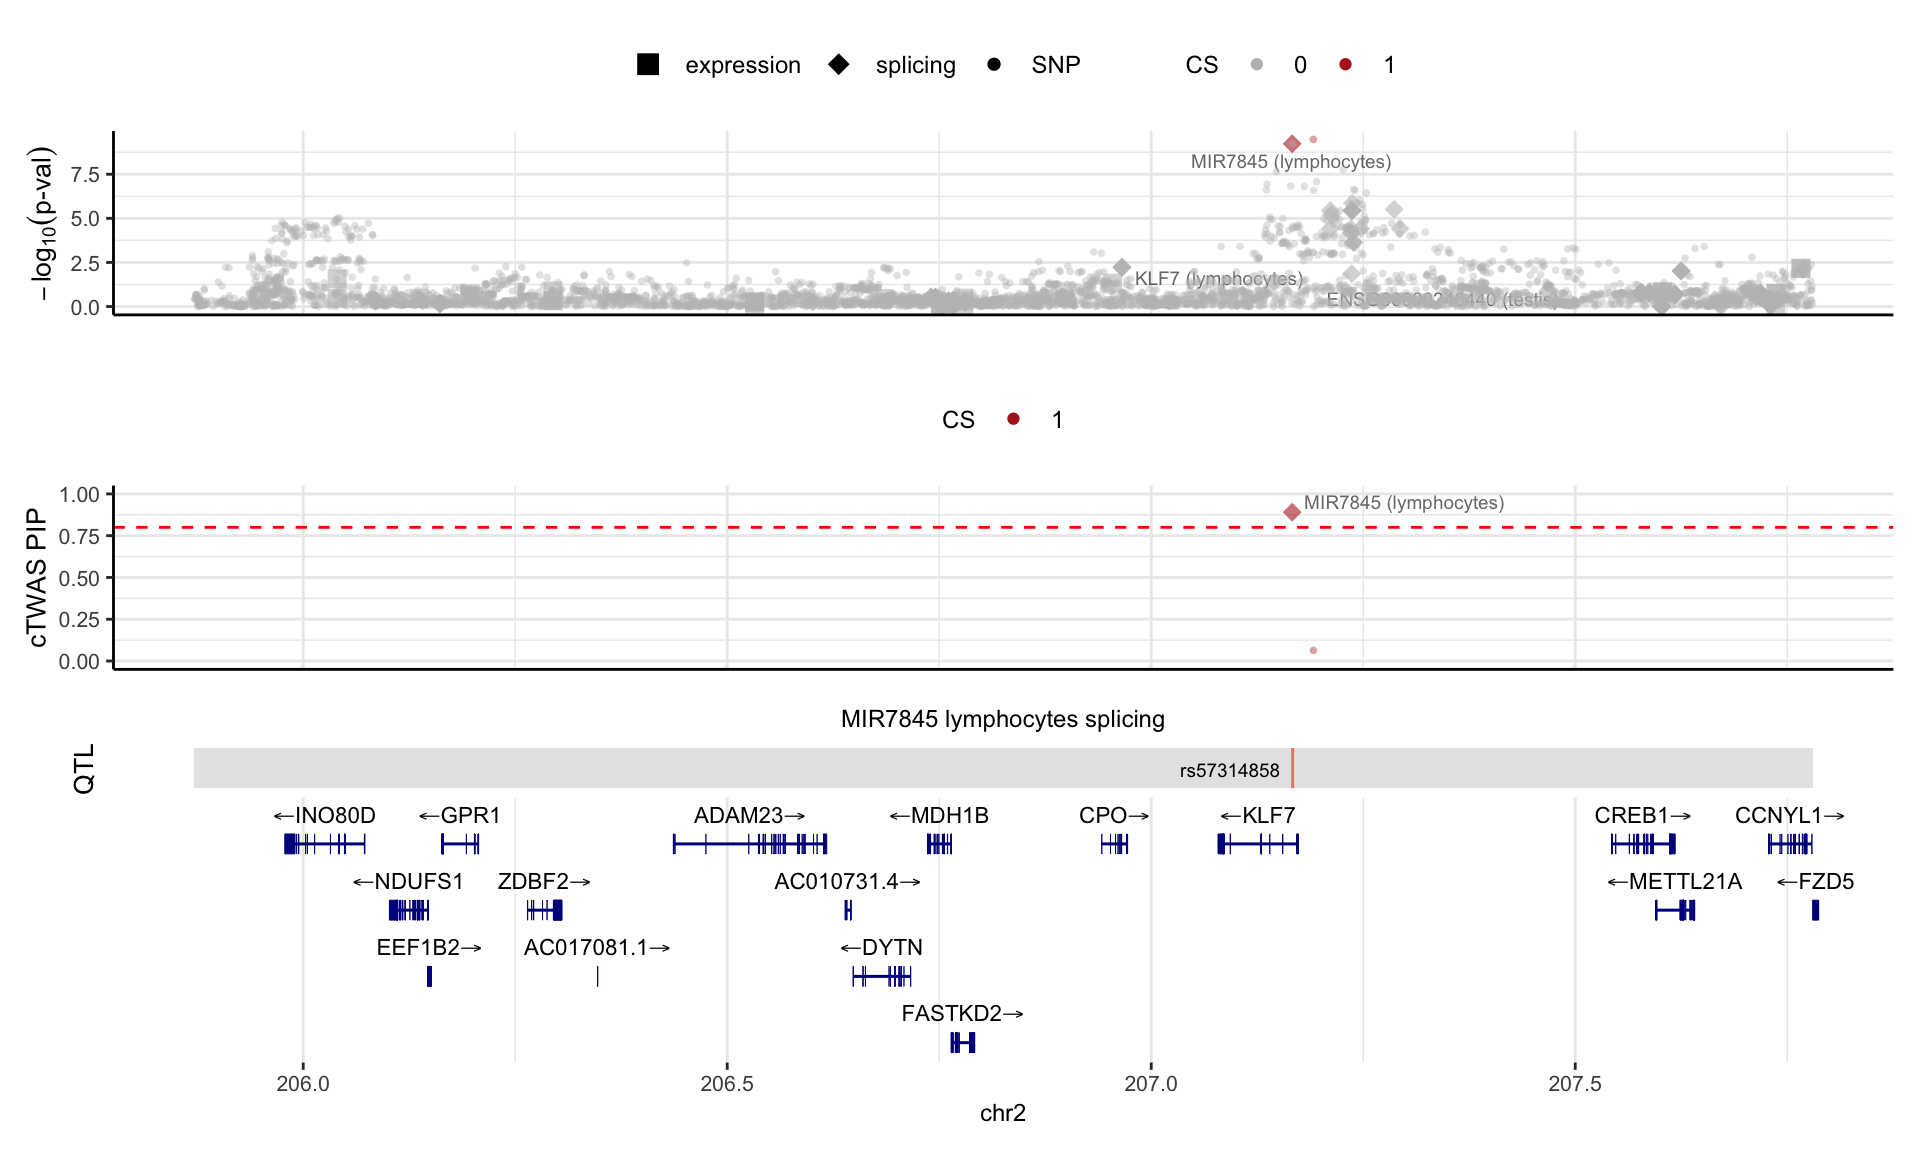 expression splicing SNP CS 0 1
− log10(p-val)
7.5
5.0
2.5
0.0
MIR7845 (lymphocytes)
KLF7 (lymphocytes)
(testis)
CS 1
cTWAS PIP
1.00
0.75
0.50
0.25
0.00
MIR7845 (lymphocytes)
MIR7845 lymphocytes splicing
QTL
rs57314858
←INO80D ←GPR1 ADAM23→ ←MDH1B CPO→ ←KLF7 CREB1→ CCNYL1→
←NDUFS1 ZDBF2→ AC010731.4→ ←METTL21A ←FZD5
EEF1B2→ AC017081.1→ ←DYTN
FASTKD2→
206.0 206.5 207.0 207.5
chr2